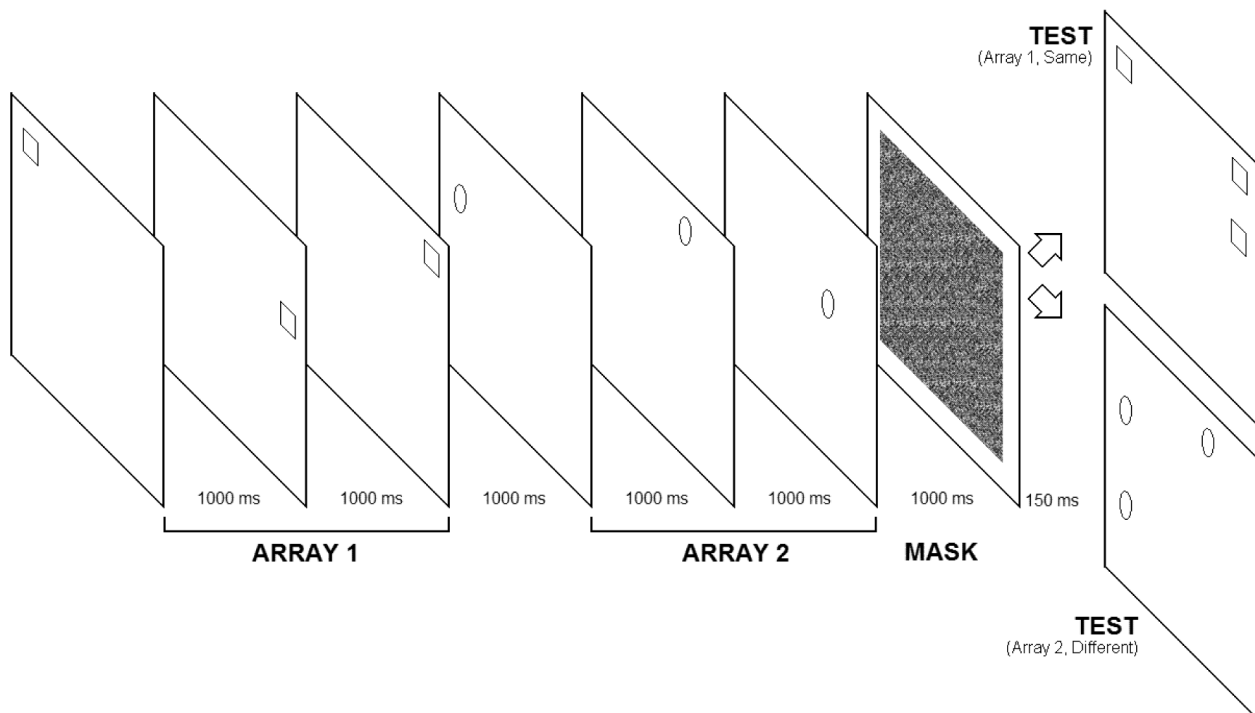 TEST
(Array 1, Same)
1000 ms 1000 ms 1000 ms 1000 ms 1000 ms 1000 ms 150 ms
ARRAY 1 ARRAY 2 MASK
TEST
(Array 2, Different)